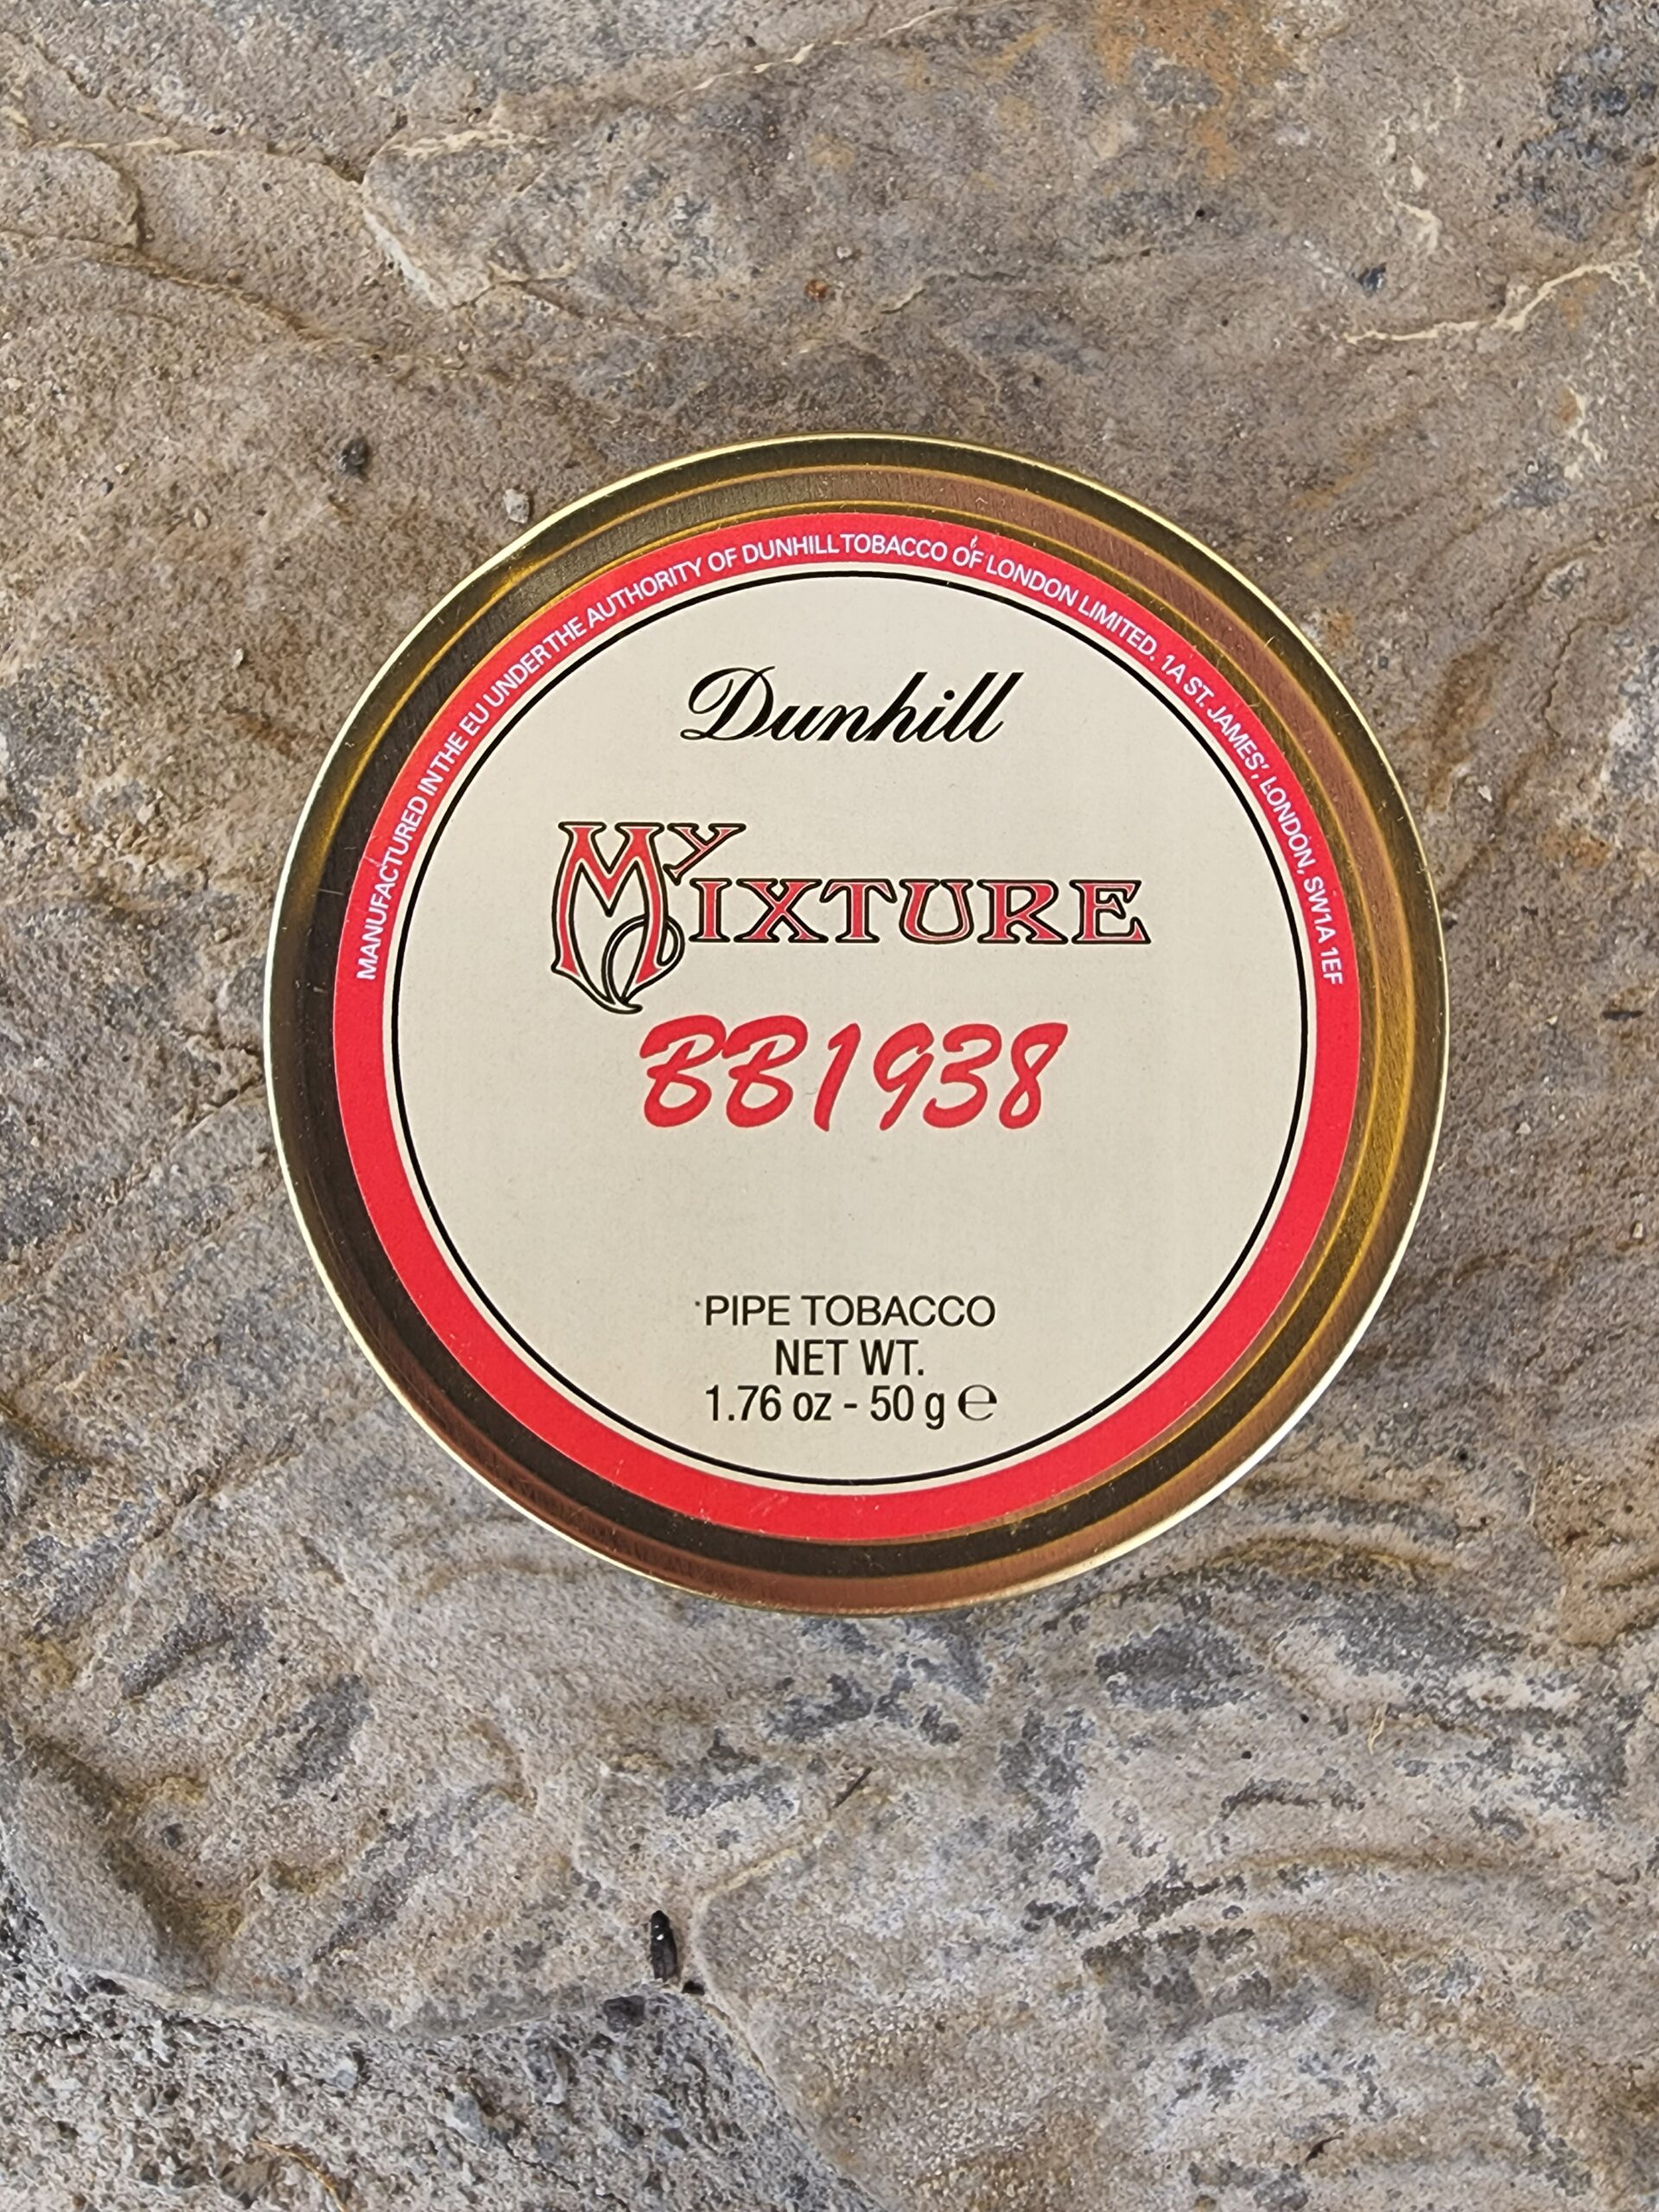 MANUFACTURED IN THE EU UNDER THE AUTHORITY OF DUNHILL TOBACCO OF LONDON LIMITED. 1A ST. JAMES', LONDON, SW1A 1EF
Dunhill
My Mixture
BB1938
PIPE TOBACCO
NET WT.
1.76 oz - 50 g ℮